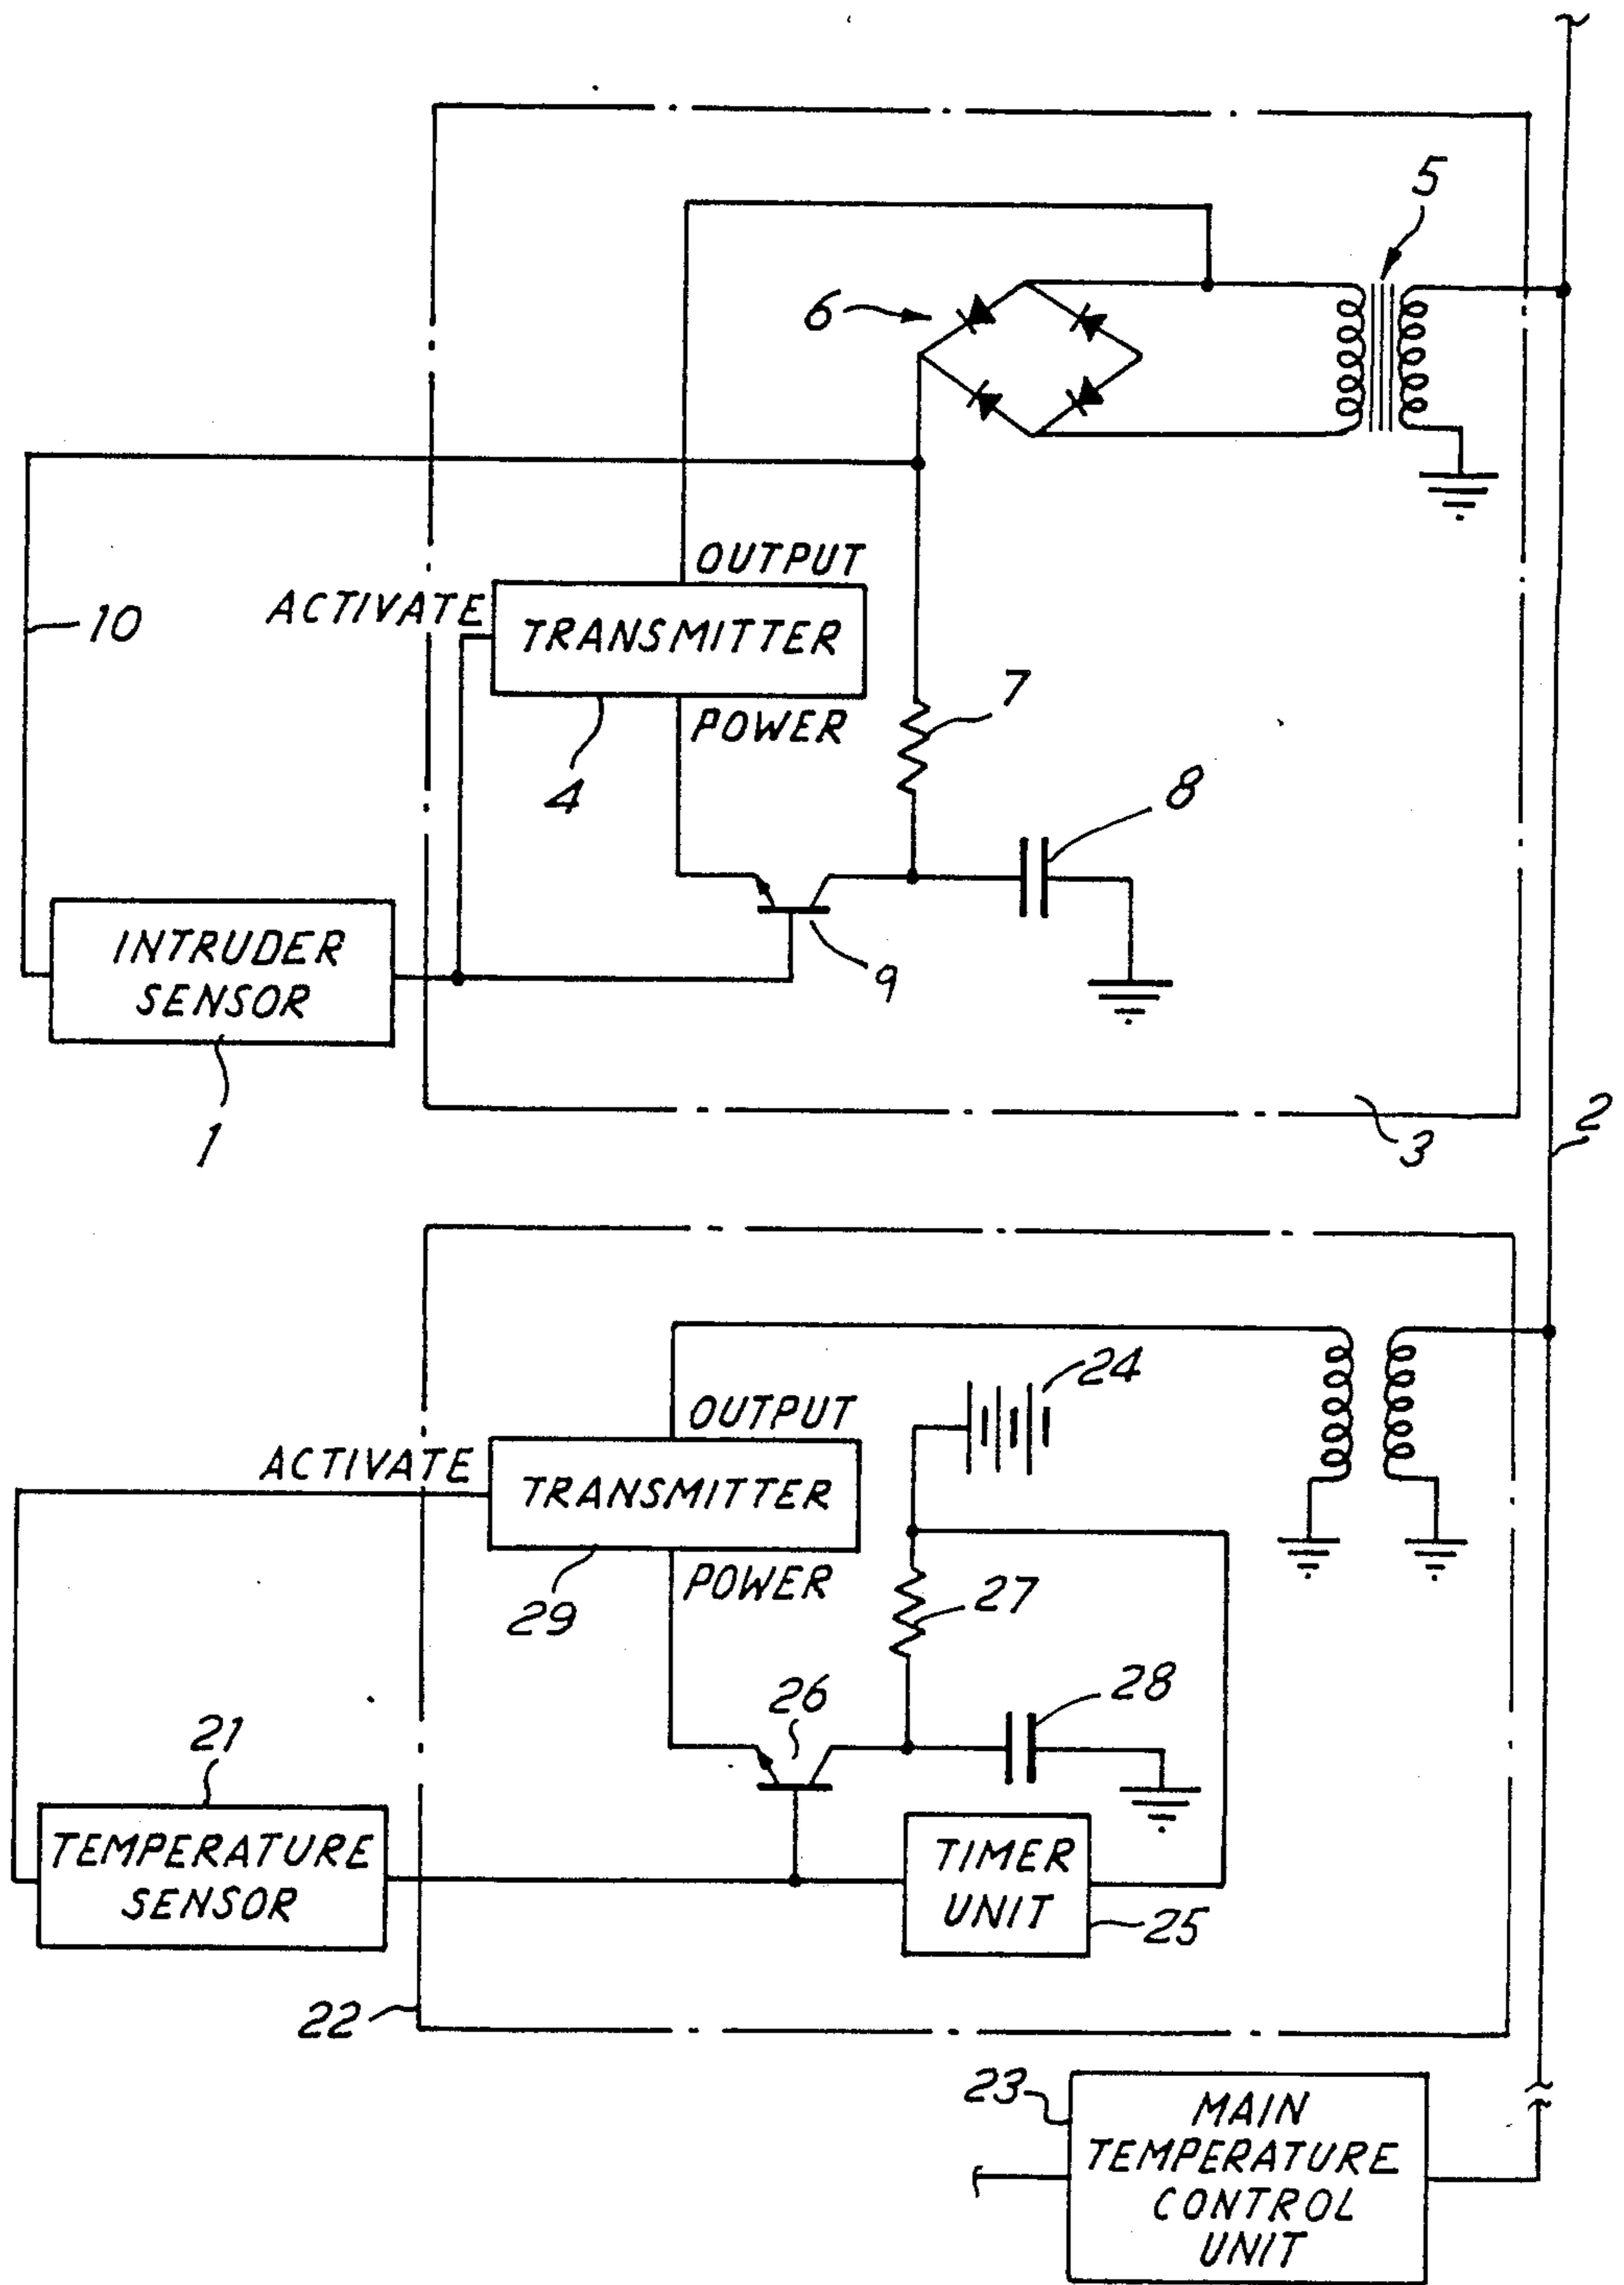 5
6
OUTPUT
ACTIVATE
TRANSMITTER
10
POWER
7
4
8
INTRUDER
SENSOR
9
1
3
2
24
OUTPUT
ACTIVATE
TRANSMITTER
POWER
29
27
26
28
21
TEMPERATURE
SENSOR
TIMER
UNIT
25
22
23
MAIN
TEMPERATURE
CONTROL
UNIT